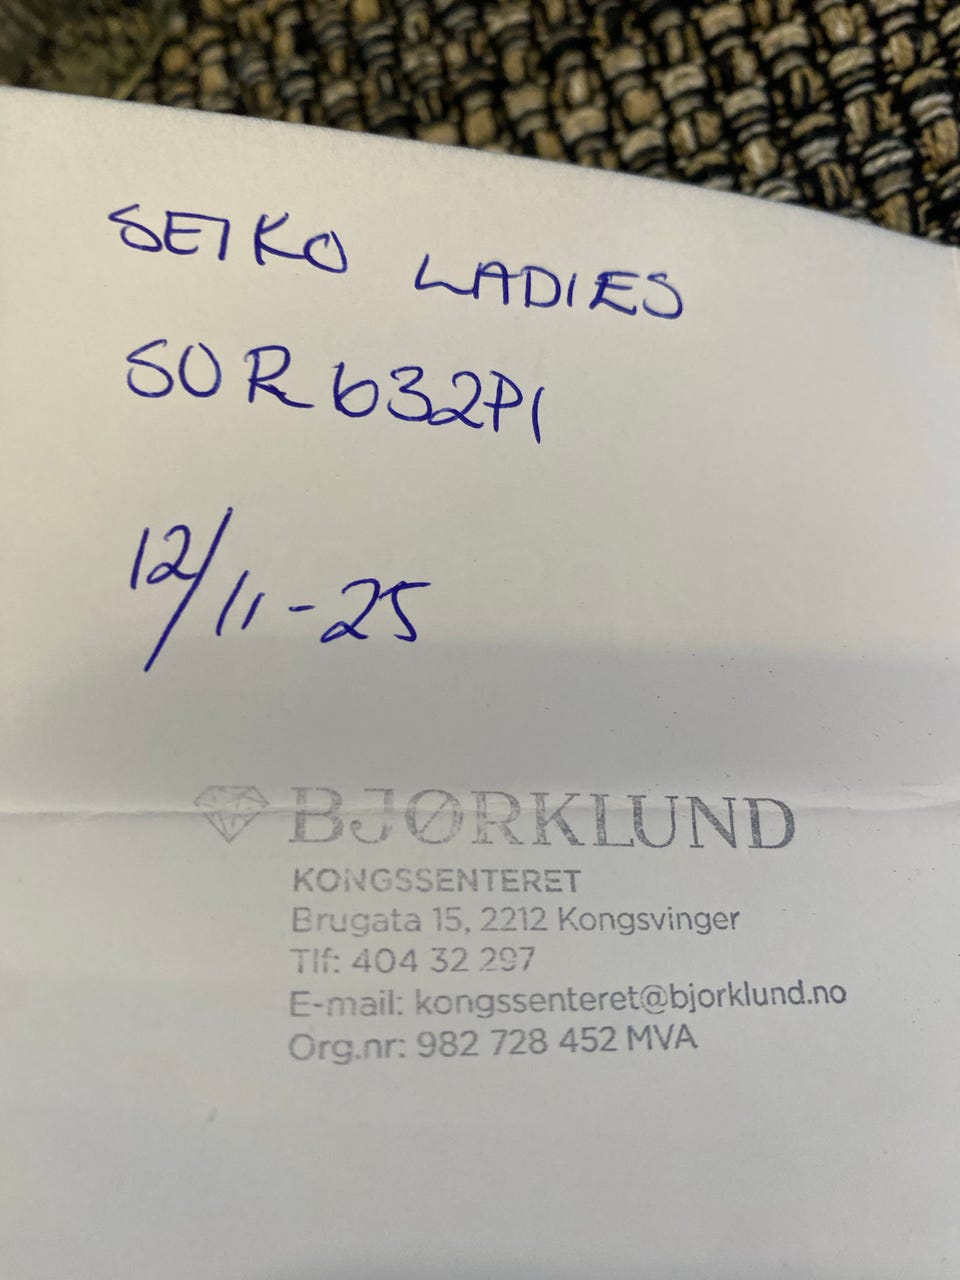 SEIKO LADIES
SUR632P1
12/11-25
BJØRKLUND
KONGSSENTERET
Brugata 15, 2212 Kongsvinger
Tlf: 404 32 297
E-mail: kongssenteret@bjorklund.no
Org.nr: 982 728 452 MVA